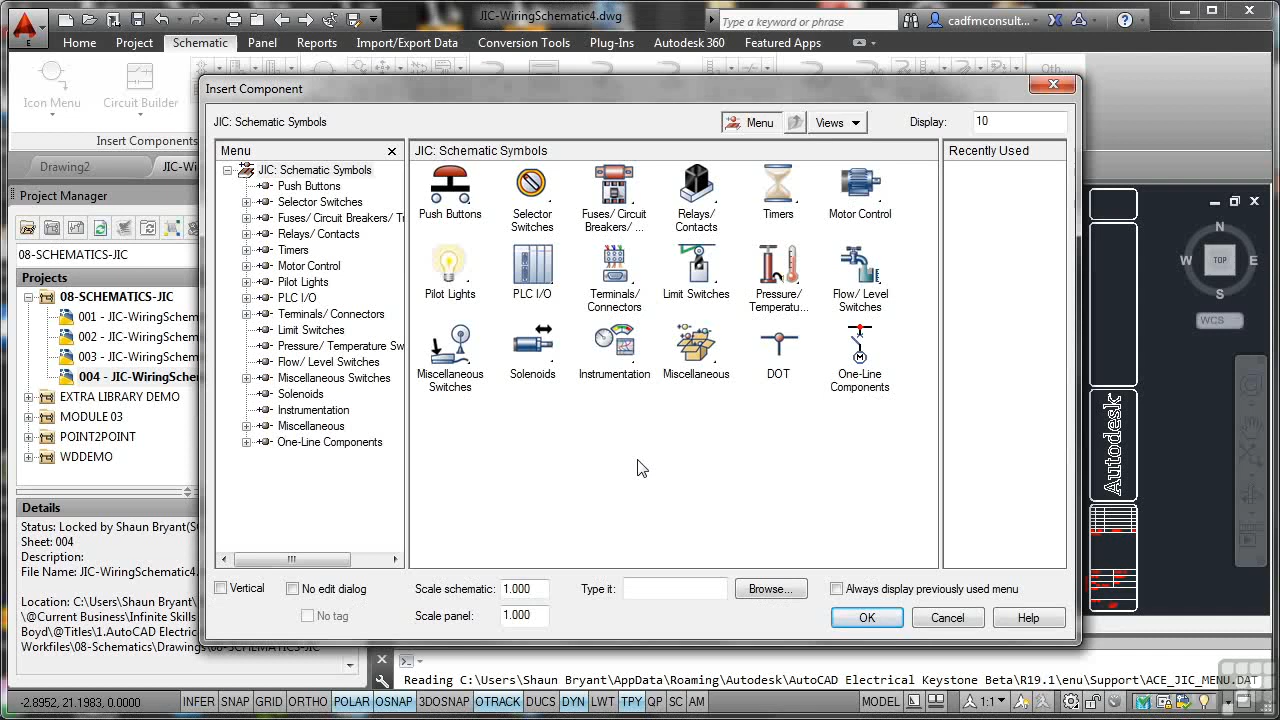 JIC-WiringSchematic4.dwg
Type a keyword or phrase
cadfmconsult...
E
Home Project Schematic Panel Reports Import/Export Data Conversion Tools Plug-Ins Autodesk 360 Featured Apps
Icon Menu
Circuit Builder
Insert Components
Drawing2
JIC-Wi
Project Manager
08-SCHEMATICS-JIC
Projects
08-SCHEMATICS-JIC
001 - JIC-WiringSchem
002 - JIC-WiringSchem
003 - JIC-WiringSchem
004 - JIC-WiringSche
EXTRA LIBRARY DEMO
MODULE 03
POINT2POINT
WDDEMO
Details
Status: Locked by Shaun Bryant(S
Sheet: 004
Description:
File Name: JIC-WiringSchematic4.
Location: C:\Users\Shaun Bryant\
\@Current Business\Infinite Skills
Boyd\@Titles\1.AutoCAD Electric
Workfiles\08-Schematics\Drawings\08-SCHEMATICS-JIC
Insert Component
JIC: Schematic Symbols
Menu
Views
Display:
10
Menu
JIC: Schematic Symbols
Push Buttons
Selector Switches
Fuses/ Circuit Breakers/ Tr
Relays/ Contacts
Timers
Motor Control
Pilot Lights
PLC I/O
Terminals/ Connectors
Limit Switches
Pressure/ Temperature Sw
Flow/ Level Switches
Miscellaneous Switches
Solenoids
Instrumentation
Miscellaneous
One-Line Components
JIC: Schematic Symbols
Push Buttons
Selector Switches
Fuses/ Circuit Breakers/ ...
Relays/ Contacts
Timers
Motor Control
Pilot Lights
PLC I/O
Terminals/ Connectors
Limit Switches
Pressure/ Temperatu...
Flow/ Level Switches
Miscellaneous Switches
Solenoids
Instrumentation
Miscellaneous
DOT
One-Line Components
Recently Used
Vertical
No edit dialog
No tag
Scale schematic:
1.000
Scale panel:
1.000
Type it:
Browse...
Always display previously used menu
OK
Cancel
Help
N
W
TOP
E
S
WCS
Autodesk
Reading C:\Users\Shaun Bryant\AppData\Roaming\Autodesk\AutoCAD Electrical Keystone Beta\R19.1\enu\Support\ACE_JIC_MENU.DAT
-2.8952, 21.1983, 0.0000
INFER SNAP GRID ORTHO POLAR OSNAP 3DOSNAP OTRACK DUCS DYN LWT TPY QP SC AM
MODEL
1:1